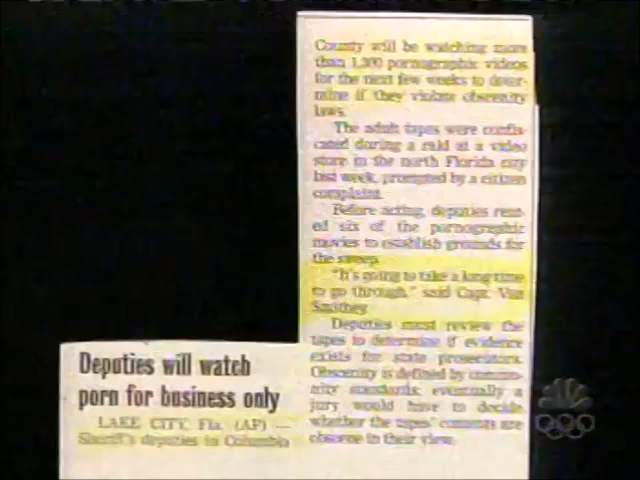 Deputies will watch
porn for business only
LAKE CITY, Fla. (AP) —
Sheriff's deputies in Columbia
County will be watching more
than 1,300 pornographic videos
for the next few weeks to deter-
mine if they violate obscenity
laws.
The adult tapes were confis-
cated during a raid at a video
store in the north Florida city
last week, prompted by a citizen
complaint.
Before acting, deputies rent-
ed six of the pornographic
movies to establish grounds for
the sweep.
"It's going to take a long time
to go through," said Capt.
Deputies must review the
tapes to determine if evidence
exists for state prosecutors.
Obscenity is defined by commu-
nity standards; eventually a
jury would have to decide
whether the tapes' contents are
obscene in their view.